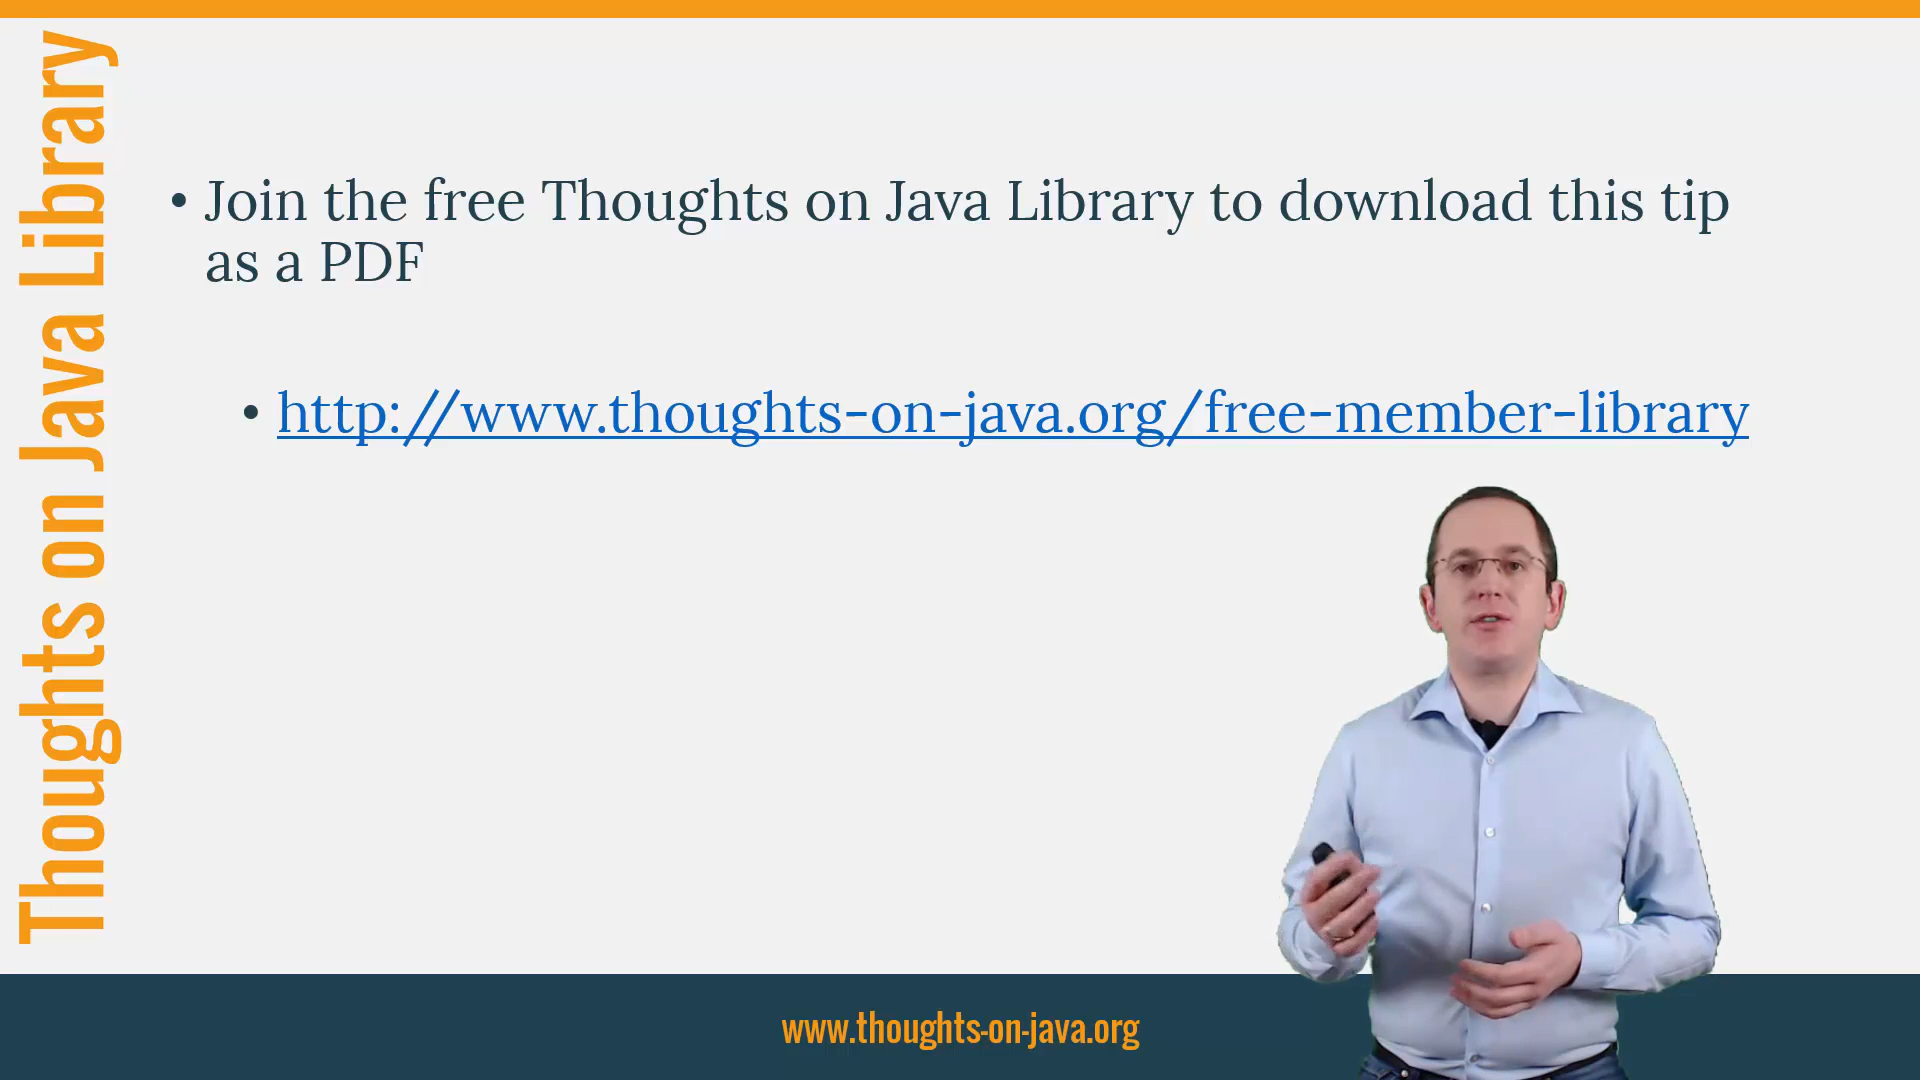 Thoughts on Java Library
• Join the free Thoughts on Java Library to download this tip
as a PDF
• http://www.thoughts-on-java.org/free-member-library
www.thoughts-on-java.org